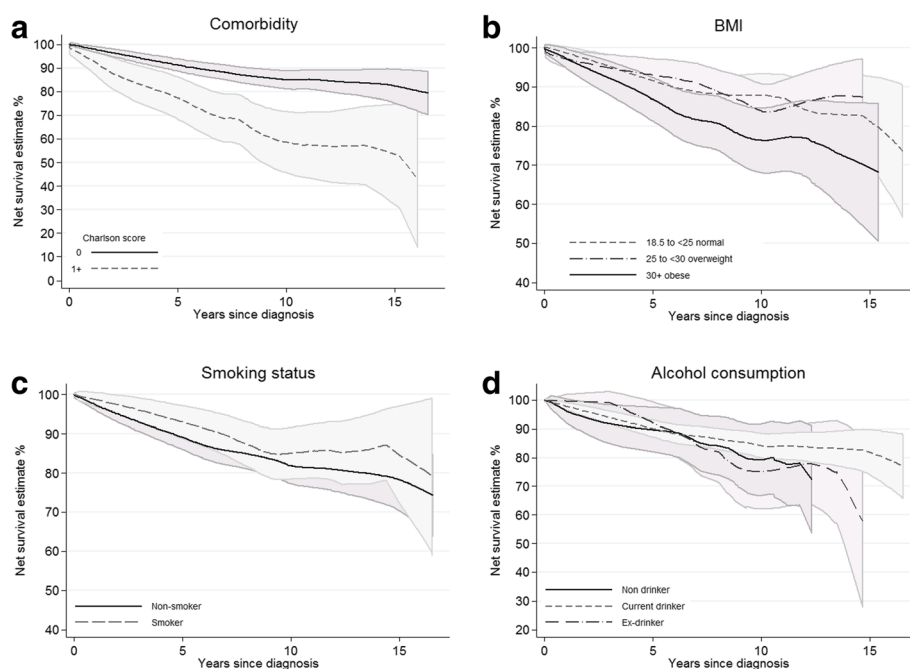 a
Comorbidity
100
90
80
70
60
50
40
30
20
10
0
Net survival estimate %
Charlson score
0
1+
0 5 10 15
Years since diagnosis
b
BMI
100
90
80
70
60
50
40
Net survival estimate %
18.5 to <25 normal
25 to <30 overweight
30+ obese
0 5 10 15
Years since diagnosis
c
Smoking status
100
90
80
70
60
50
40
Net survival estimate %
Non-smoker
Smoker
0 5 10 15
Years since diagnosis
d
Alcohol consumption
100
90
80
70
60
50
40
30
20
Net survival estimate %
Non drinker
Current drinker
Ex-drinker
0 5 10 15
Years since diagnosis